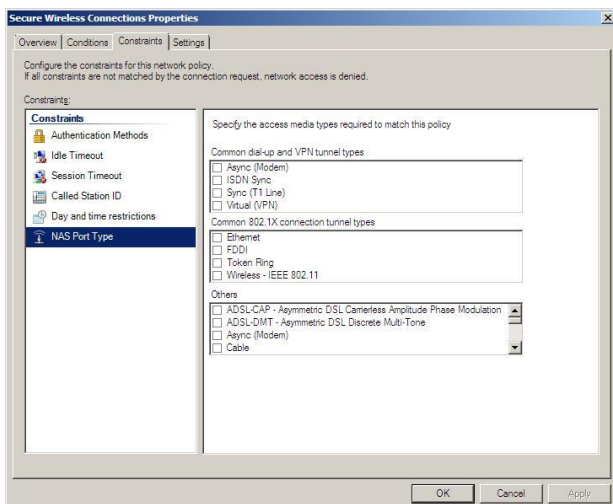 Secure Wireless Connections Properties
Overview Conditions Constraints Settings
Configure the constraints for this network policy.
If all constraints are not matched by the connection request, network access is denied.
Constraints:
Constraints
Authentication Methods
Idle Timeout
Session Timeout
Called Station ID
Day and time restrictions
NAS Port Type
Specify the access media types required to match this policy
Common dial-up and VPN tunnel types
Async (Modem)
ISDN Sync
Sync (T1 Line)
Virtual (VPN)
Common 802.1X connection tunnel types
Ethernet
FDDI
Token Ring
Wireless - IEEE 802.11
Others
ADSL-CAP - Asymmetric DSL Carrierless Amplitude Phase Modulation
ADSL-DMT - Asymmetric DSL Discrete Multi-Tone
Async (Modem)
Cable
OK Cancel Apply